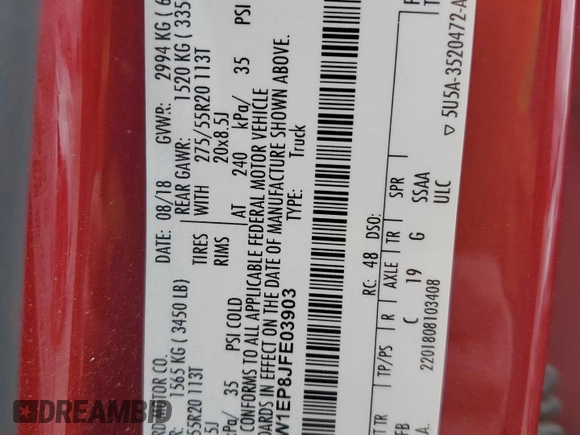 RD MOTOR CO.
DATE: 08/18 GVWR: 2994 KG (6
1565 KG ( 3450 LB)
REAR GAWR: 1520 KG ( 335
55R20 113T
TIRES WITH 275/55R20 113T
5J
RIMS 20x8.5J
kPa/ 35 PSI COLD
AT 240 kPa/ 35 PSI
CONFORMS TO ALL APPLICABLE FEDERAL MOTOR VEHICLE
ARDS IN EFFECT ON THE DATE OF MANUFACTURE SHOWN ABOVE.
W1EP8JFE03903
TYPE: Truck
RC: 48 DSO:
T TR TP/PS R AXLE TR SPR
FB C 19 G SSAA
A. 2201808103408 ULC
▽ 5U5A-3520472-A
DREAMBID